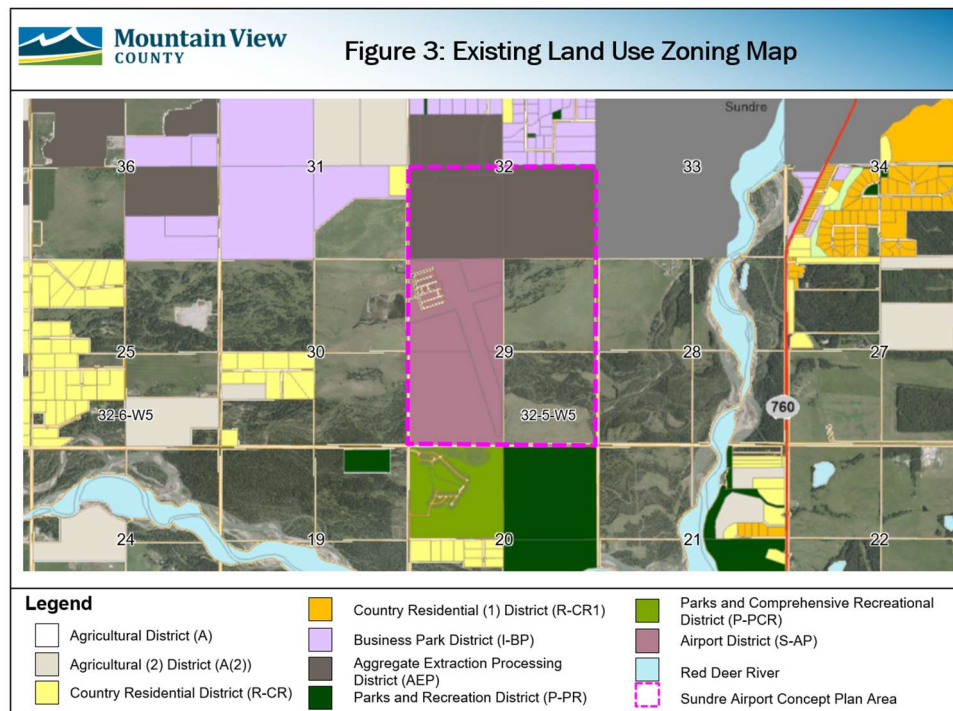 Mountain View
COUNTY
Figure 3: Existing Land Use Zoning Map
Sundre
36
31
32
33
34
25
30
29
28
27
32-6-W5
32-5-W5
760
24
19
20
21
22
Legend
Agricultural District (A)
Agricultural (2) District (A(2))
Country Residential District (R-CR)
Country Residential (1) District (R-CR1)
Business Park District (I-BP)
Aggregate Extraction Processing
District (AEP)
Parks and Recreation District (P-PR)
Parks and Comprehensive Recreational
District (P-PCR)
Airport District (S-AP)
Red Deer River
Sundre Airport Concept Plan Area